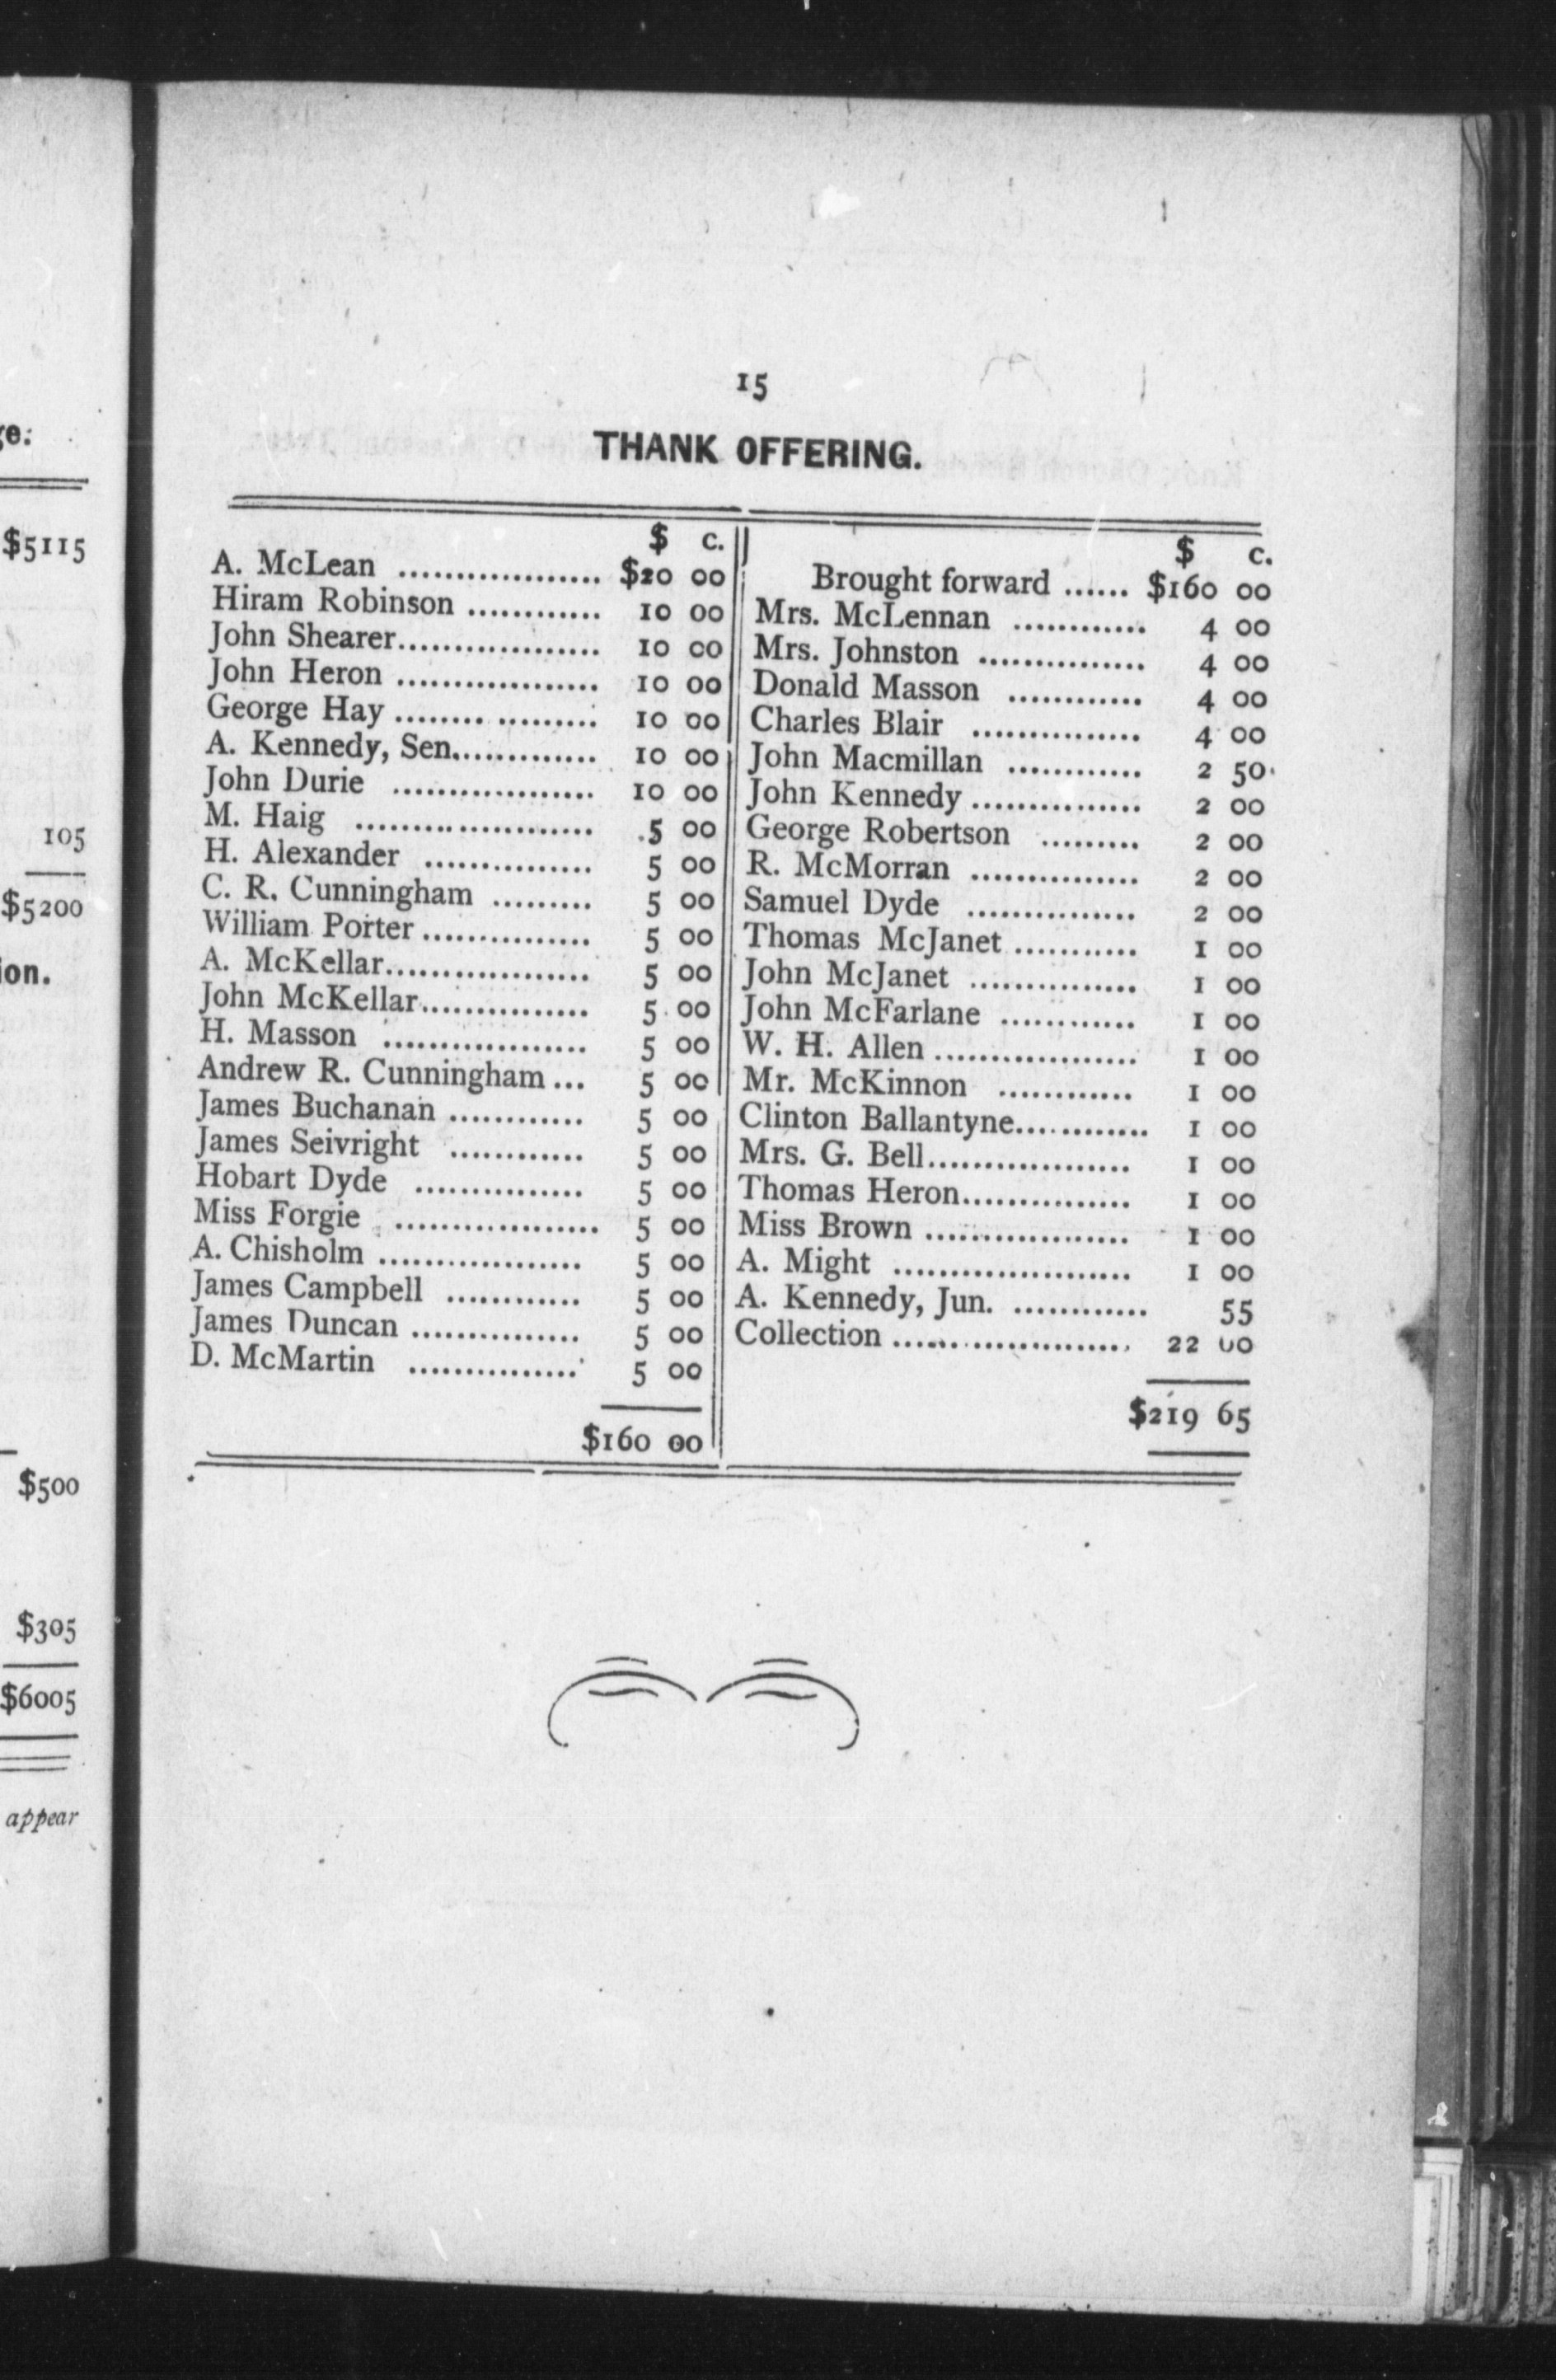 ge:
$5115
105
$5200
ion.
$500
$305
$6005
appear
15
THANK OFFERING.
$ c.
A. McLean .................. $20 00
Hiram Robinson ............ 10 00
John Shearer.................. 10 00
John Heron .................. 10 00
George Hay .................. 10 00
A. Kennedy, Sen............. 10 00
John Durie .................. 10 00
M. Haig ..................... 5 00
H. Alexander ............... 5 00
C. R. Cunningham ......... 5 00
William Porter ............... 5 00
A. McKellar.................. 5 00
John McKellar............... 5 00
H. Masson .................. 5 00
Andrew R. Cunningham ... 5 00
James Buchanan ............ 5 00
James Seivright ............ 5 00
Hobart Dyde ............... 5 00
Miss Forgie .................. 5 00
A. Chisholm .................. 5 00
James Campbell ............ 5 00
James Duncan ............... 5 00
D. McMartin ............... 5 00
$160 00
$ c.
Brought forward ...... $160 00
Mrs. McLennan ............ 4 00
Mrs. Johnston ............... 4 00
Donald Masson ............ 4 00
Charles Blair ............... 4 00
John Macmillan ............ 2 50
John Kennedy ............... 2 00
George Robertson ......... 2 00
R. McMorran ............... 2 00
Samuel Dyde ............... 2 00
Thomas McJanet ........... 1 00
John McJanet ............... 1 00
John McFarlane ............ 1 00
W. H. Allen .................. 1 00
Mr. McKinnon ............ 1 00
Clinton Ballantyne............ 1 00
Mrs. G. Bell.................. 1 00
Thomas Heron............... 1 00
Miss Brown .................. 1 00
A. Might ..................... 1 00
A. Kennedy, Jun. ............ 55
Collection ..................... 22 00
$219 65